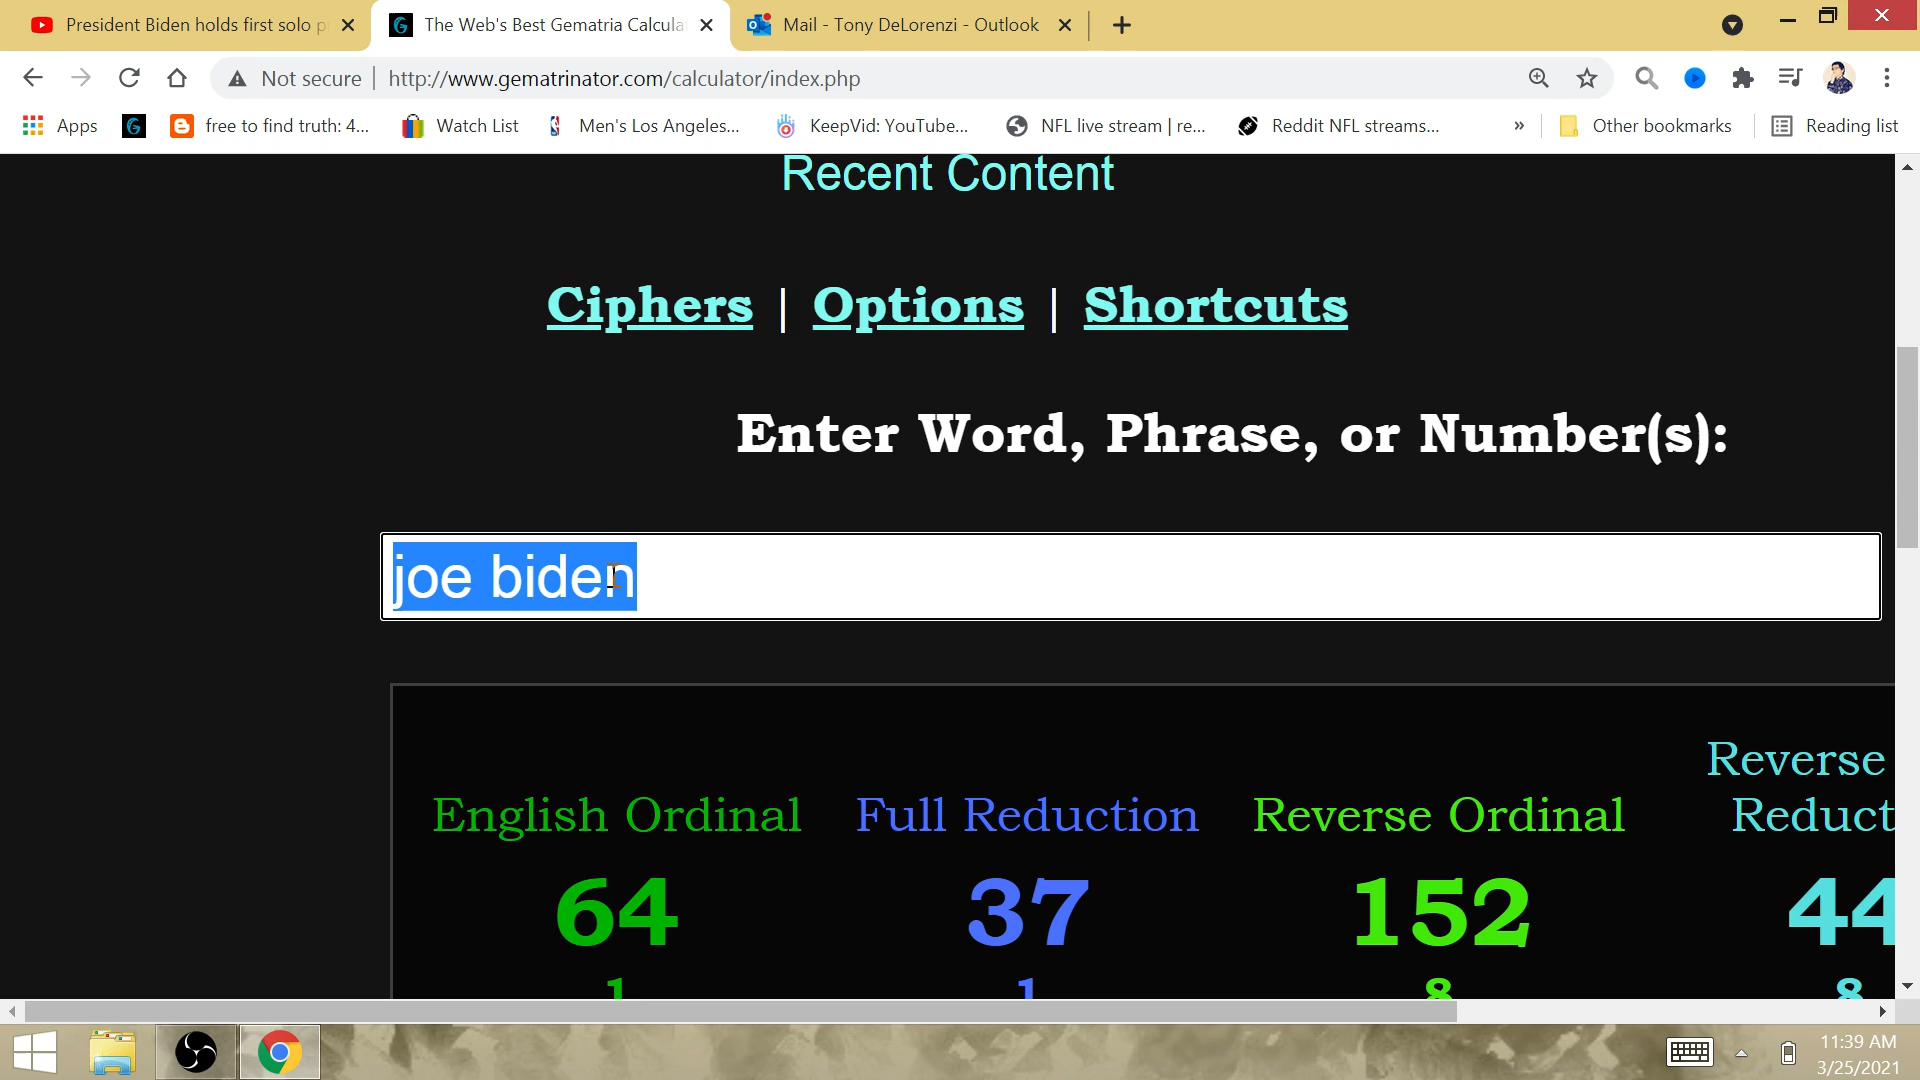 President Biden holds first solo p
The Web's Best Gematria Calcula
Mail - Tony DeLorenzi - Outlook
Not secure
http://www.gematrinator.com/calculator/index.php
Apps
free to find truth: 4...
Watch List
Men's Los Angeles...
KeepVid: YouTube...
NFL live stream | re...
Reddit NFL streams...
»
Other bookmarks
Reading list
Recent Content
Ciphers | Options | Shortcuts
Enter Word, Phrase, or Number(s):
joe biden
English Ordinal
Full Reduction
Reverse Ordinal
Reverse
Reduct
64
37
152
44
1
1
8
8
11:39 AM
3/25/2021